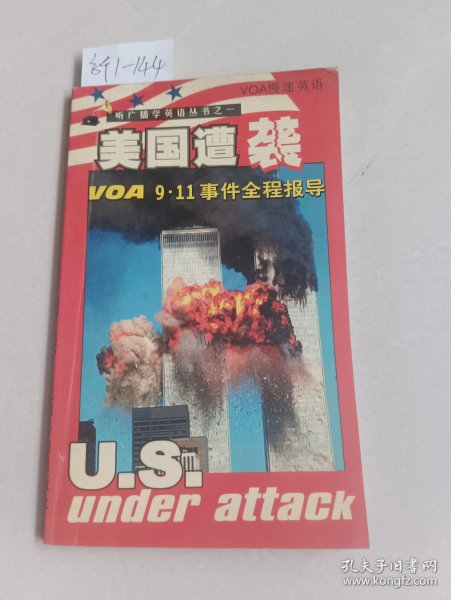 訁41-144
VOA慢速英语
听广播学英语丛书之一
美国遭袭
VOA 9·11事件全程报导
U.S.
under attack
孔夫子旧书网
www.kongfz.com